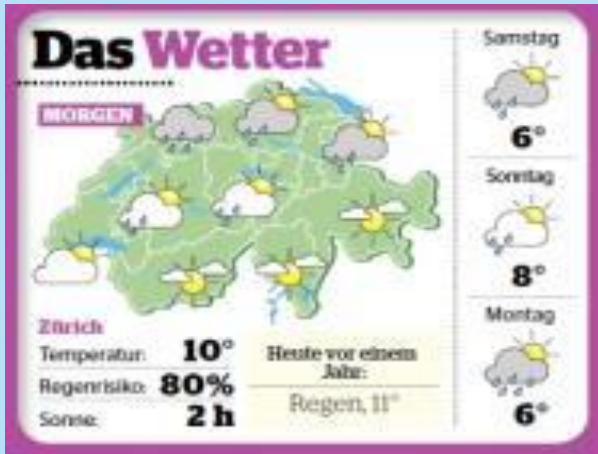 Das Wetter
MORGEN
Zürich
Temperatur: 10°
Regenrisiko: 80%
Sonne: 2 h
Heute vor einem
Jahr:
Regen, 11°
Samstag
6°
Sonntag
8°
Montag
6°